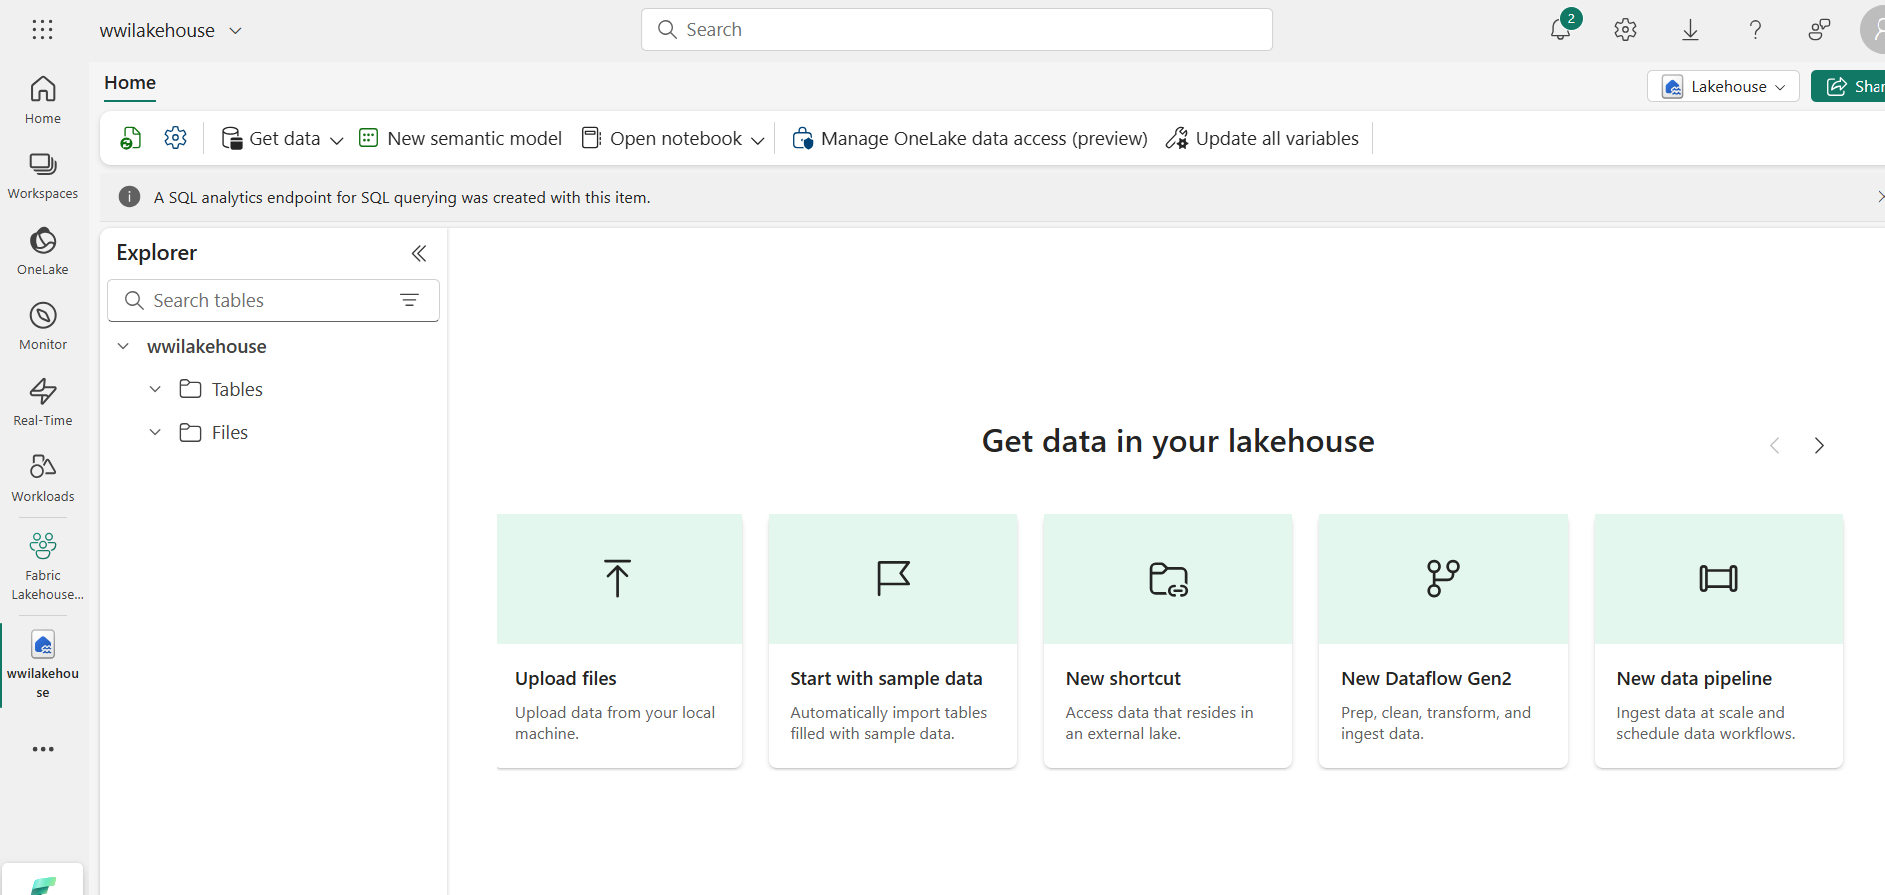 wwilakehouse
Search
2
Home
Lakehouse
Shar
Get data
New semantic model
Open notebook
Manage OneLake data access (preview)
Update all variables
A SQL analytics endpoint for SQL querying was created with this item.
Home
Workspaces
OneLake
Monitor
Real-Time
Workloads
Fabric
Lakehouse...
wwilakehou
se
Explorer
Search tables
wwilakehouse
Tables
Files
Get data in your lakehouse
Upload files
Upload data from your local
machine.
Start with sample data
Automatically import tables
filled with sample data.
New shortcut
Access data that resides in
an external lake.
New Dataflow Gen2
Prep, clean, transform, and
ingest data.
New data pipeline
Ingest data at scale and
schedule data workflows.